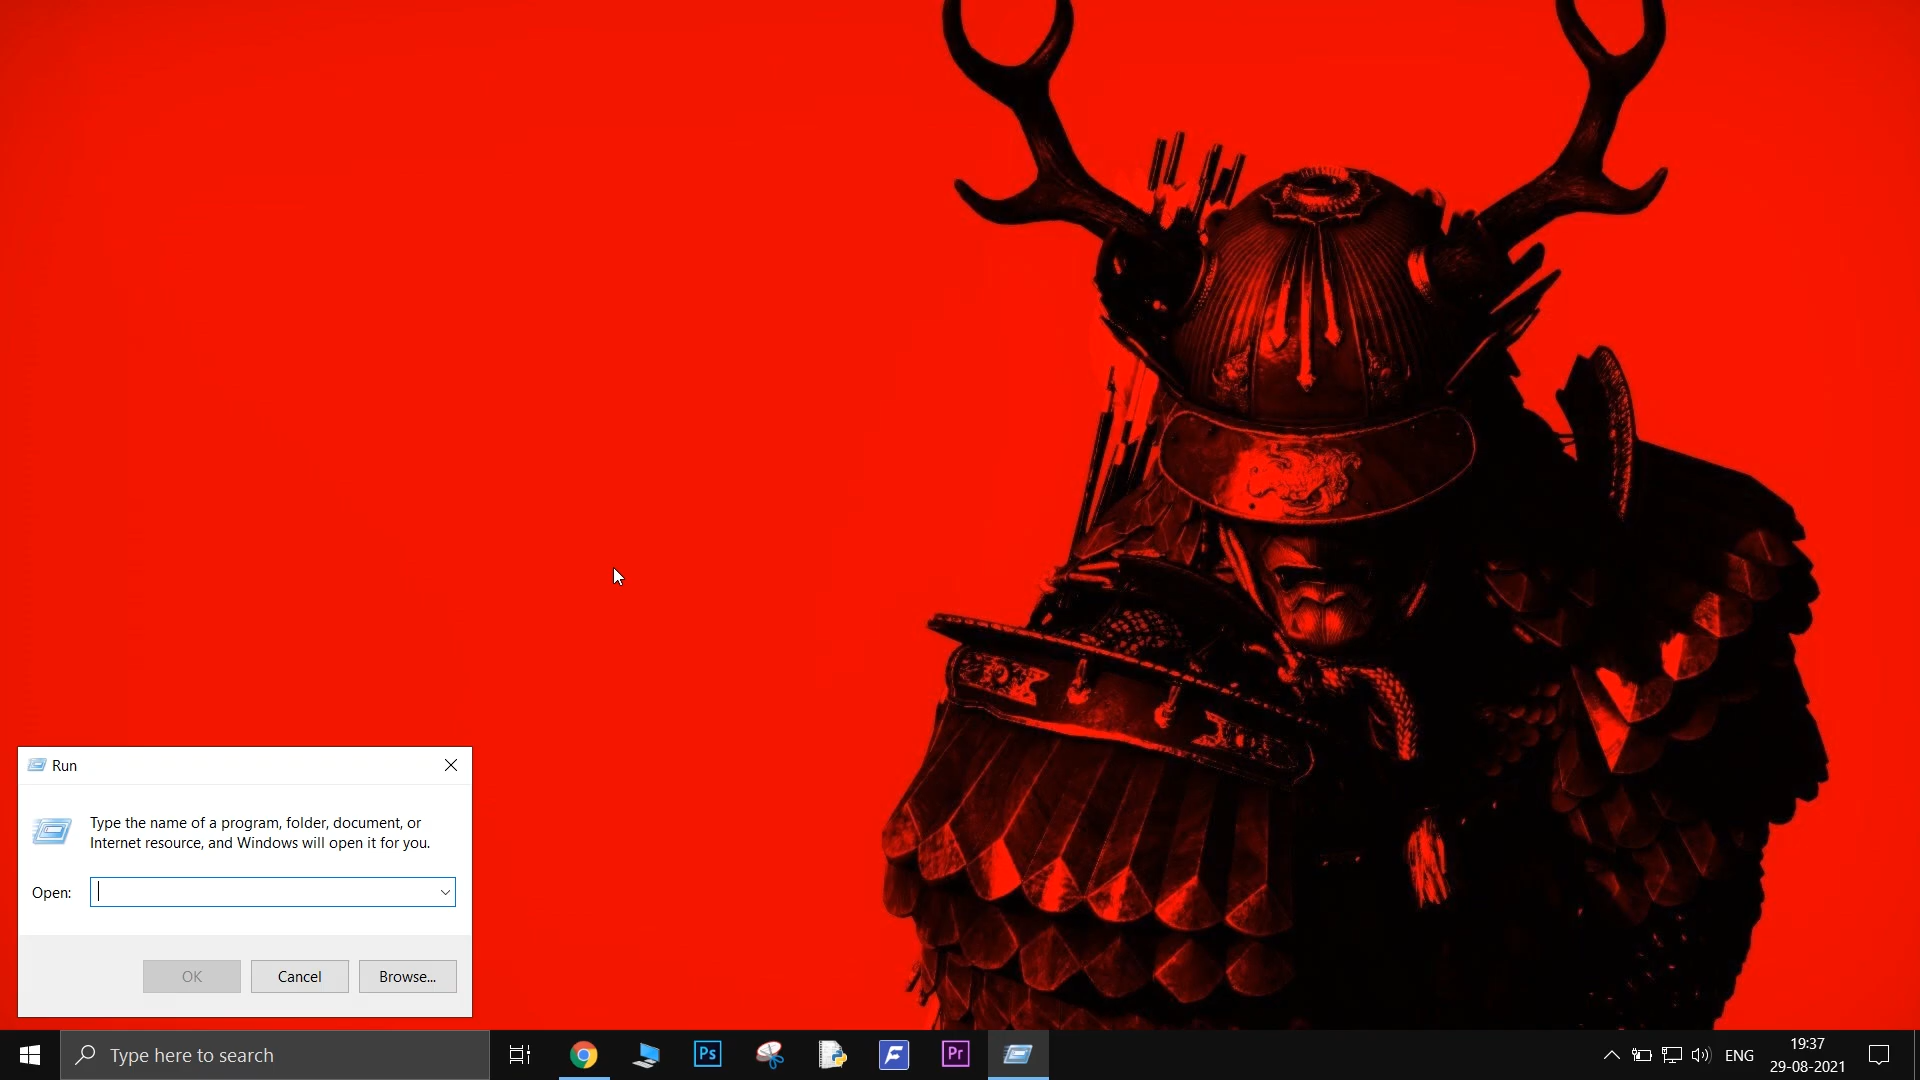 Run
Type the name of a program, folder, document, or
Internet resource, and Windows will open it for you.
Open:
OK
Cancel
Browse...
Type here to search
Ps
F
Pr
ENG
19:37
29-08-2021